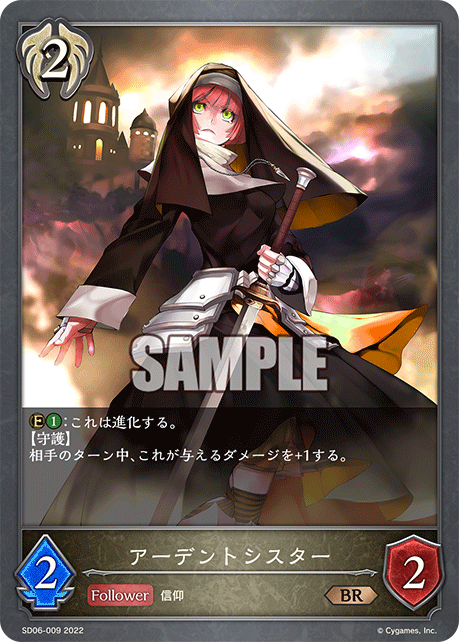 2
SAMPLE
E1:これは進化する。
【守護】
相手のターン中、これが与えるダメージを+1する。
アーデントシスター
2
Follower 信仰
BR
2
SD06-009 2022
© Cygames, Inc.